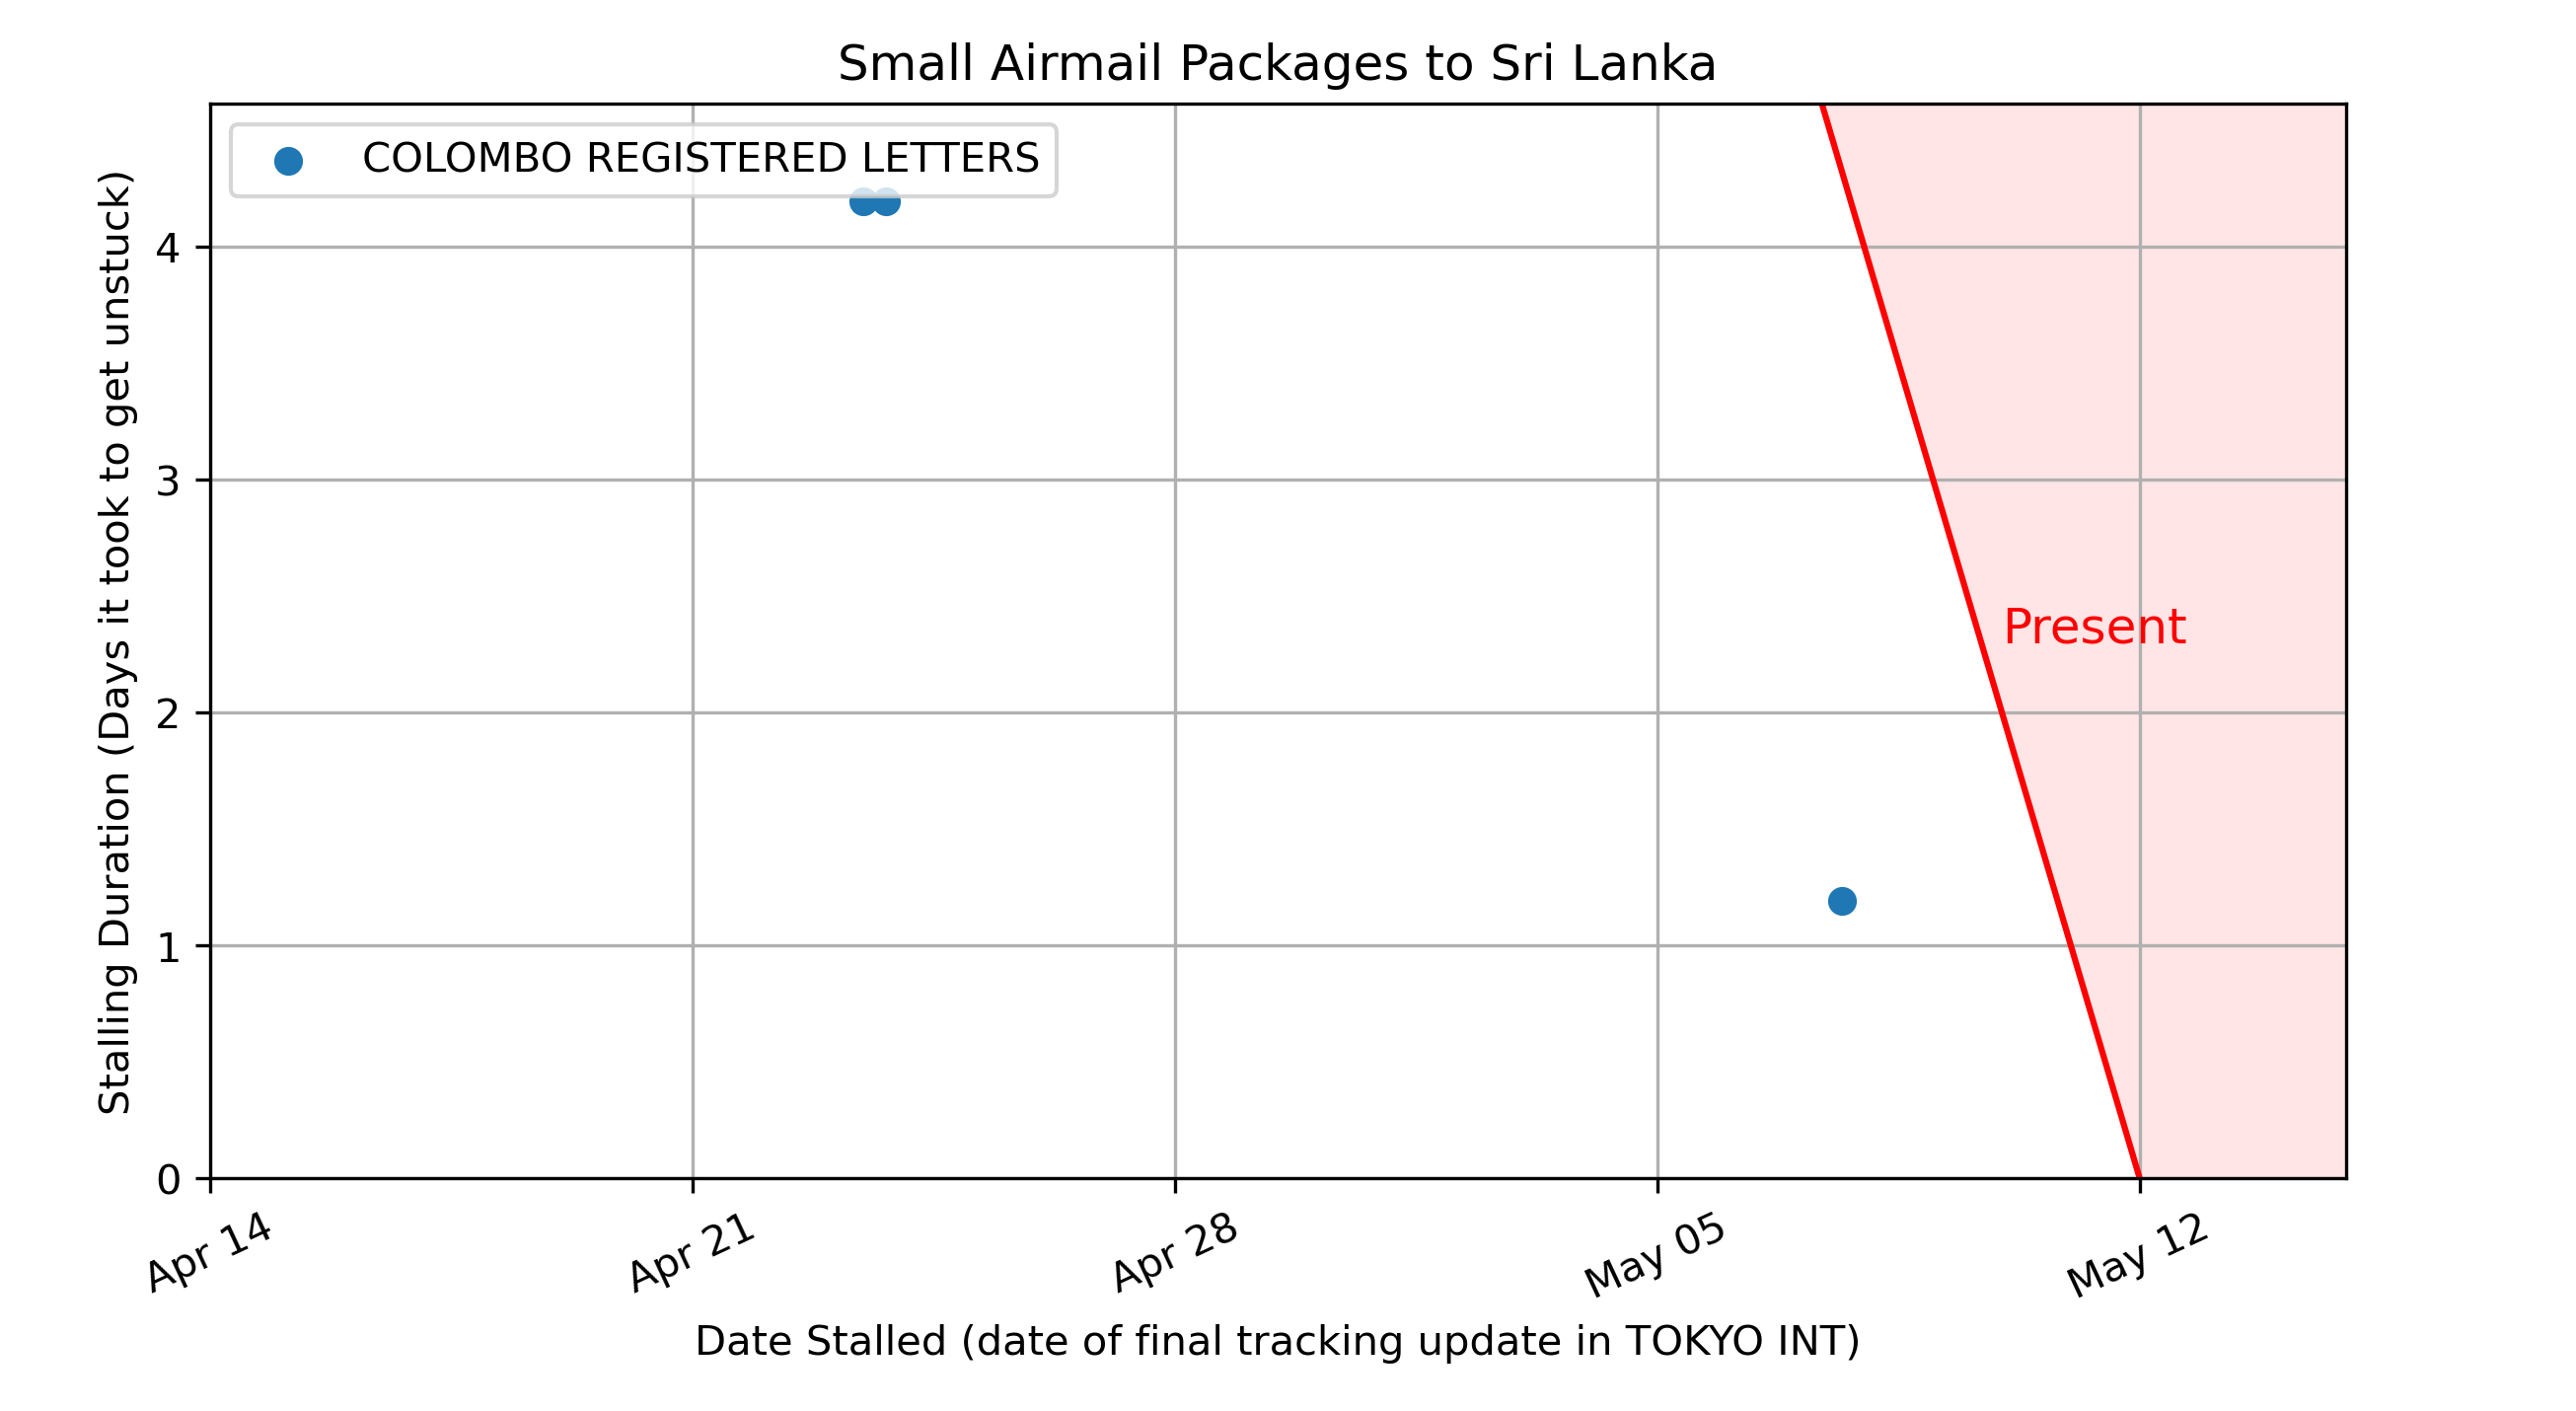 Small Airmail Packages to Sri Lanka
COLOMBO REGISTERED LETTERS
Stalling Duration (Days it took to get unstuck)
4
3
2
1
0
Present
Apr 14
Apr 21
Apr 28
May 05
May 12
Date Stalled (date of final tracking update in TOKYO INT)